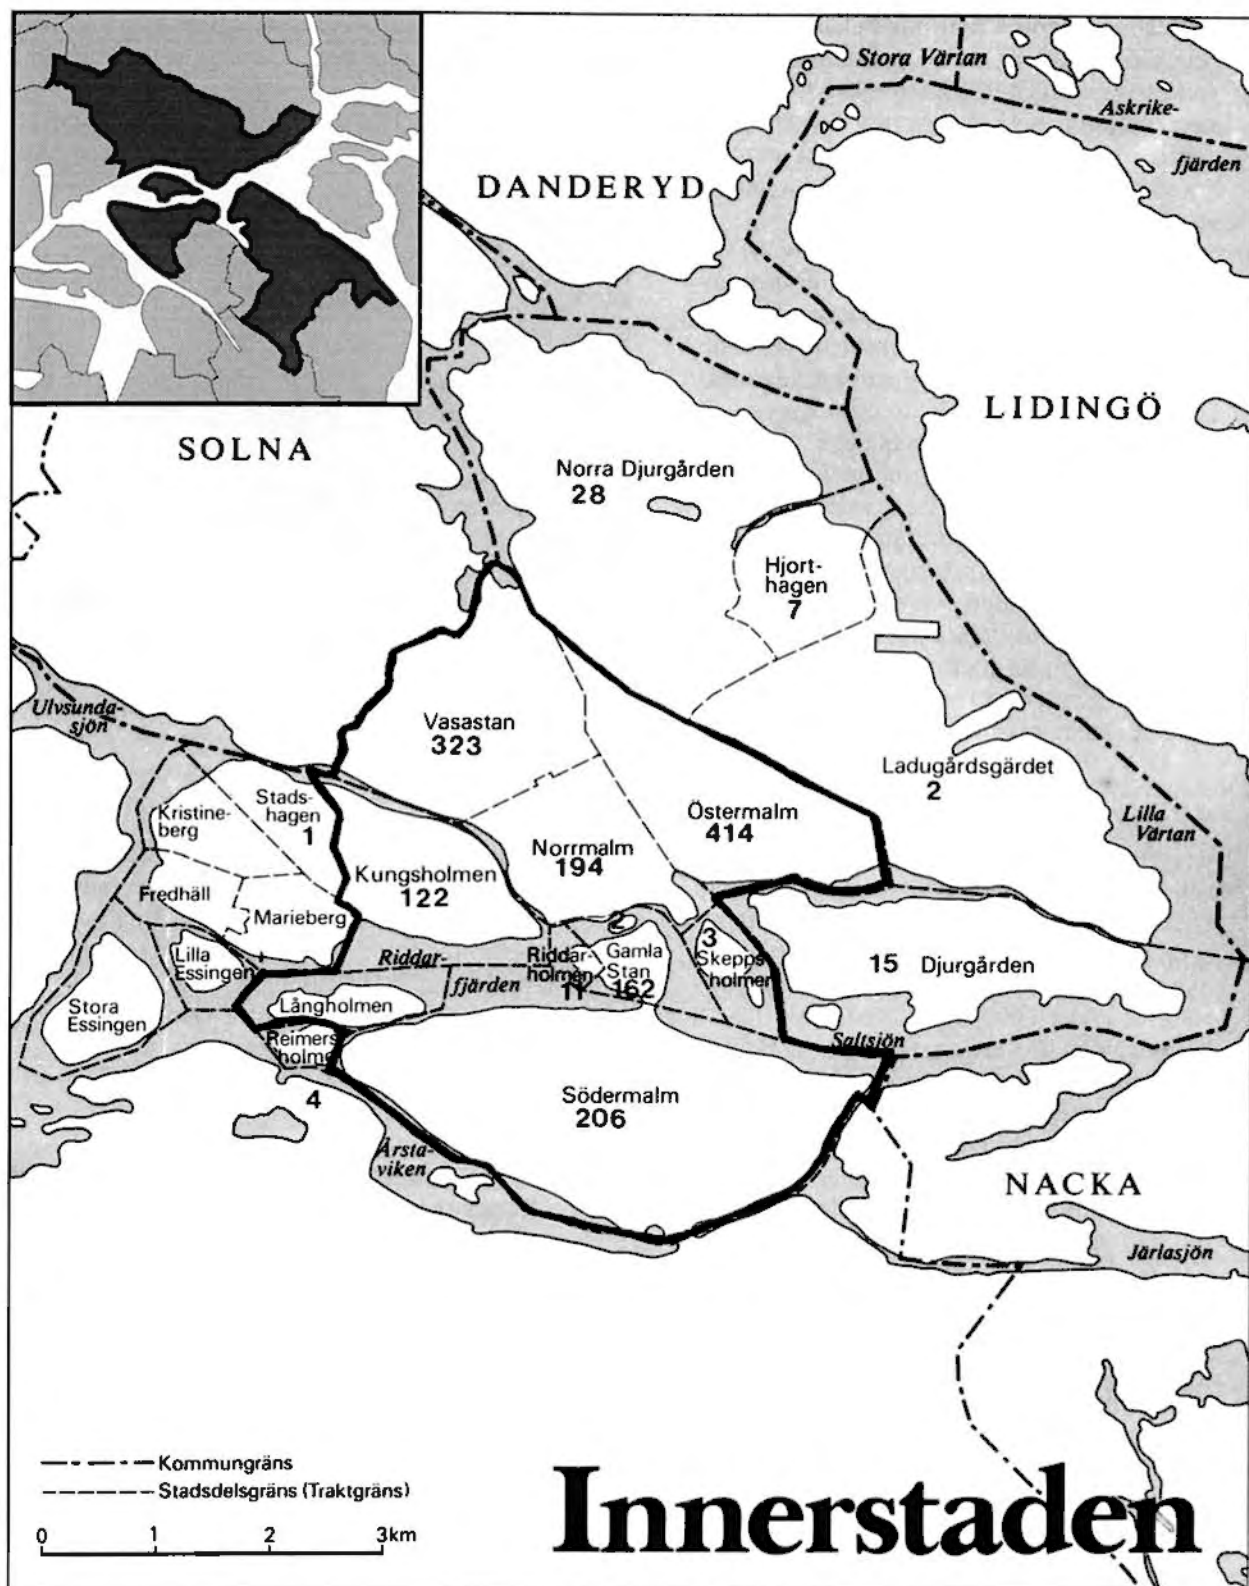 Stora Värtan
Askrike-
fjärden
DANDERYD
LIDINGÖ
SOLNA
Norra Djurgården
28
Hjort-
hagen
7
Ulvsunda-
sjön
Vasastan
323
Ladugårdsgärdet
2
Stads-
hagen
1
Kristine-
berg
Östermalm
414
Lilla
Värtan
Norrmalm
194
Kungsholmen
122
Fredhäll
Marieberg
2
3
Skepps
holmen
Riddar-
holmen
11
Gamla
Stan
162
Lilla
Essingen
Riddar-
fjärden
15 Djurgården
Långholmen
Stora
Essingen
Reimers
holme
4
Saltsjön
Södermalm
206
Årsta-
viken
NACKA
Järlasjön
Kommungräns
Stadsdelsgräns (Traktgräns)
0 1 2 3km
Innerstaden